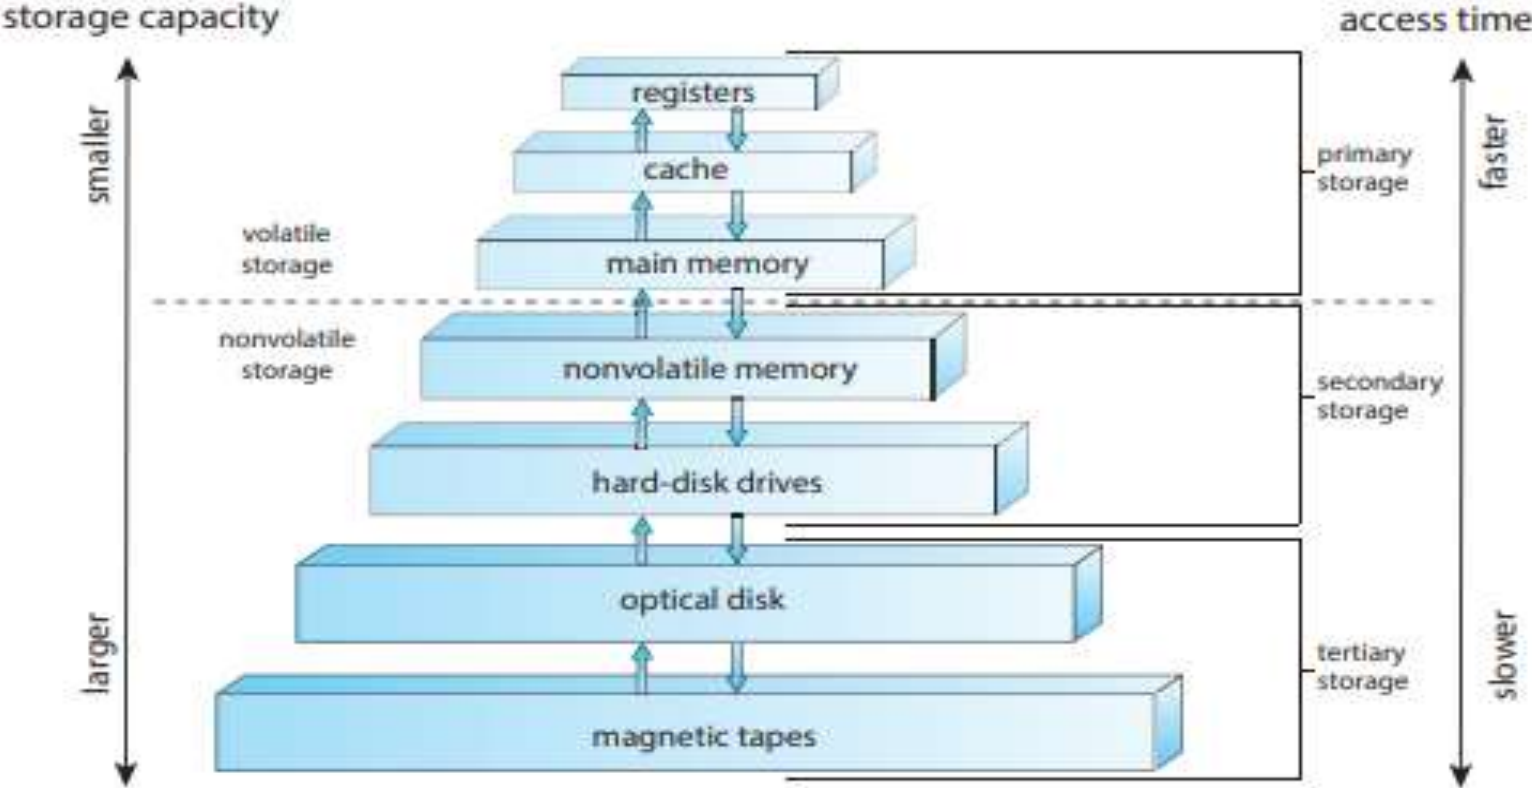 storage capacity
access time
smaller
larger
registers
cache
main memory
volatile
storage
nonvolatile
storage
nonvolatile memory
hard-disk drives
optical disk
magnetic tapes
primary
storage
secondary
storage
tertiary
storage
faster
slower